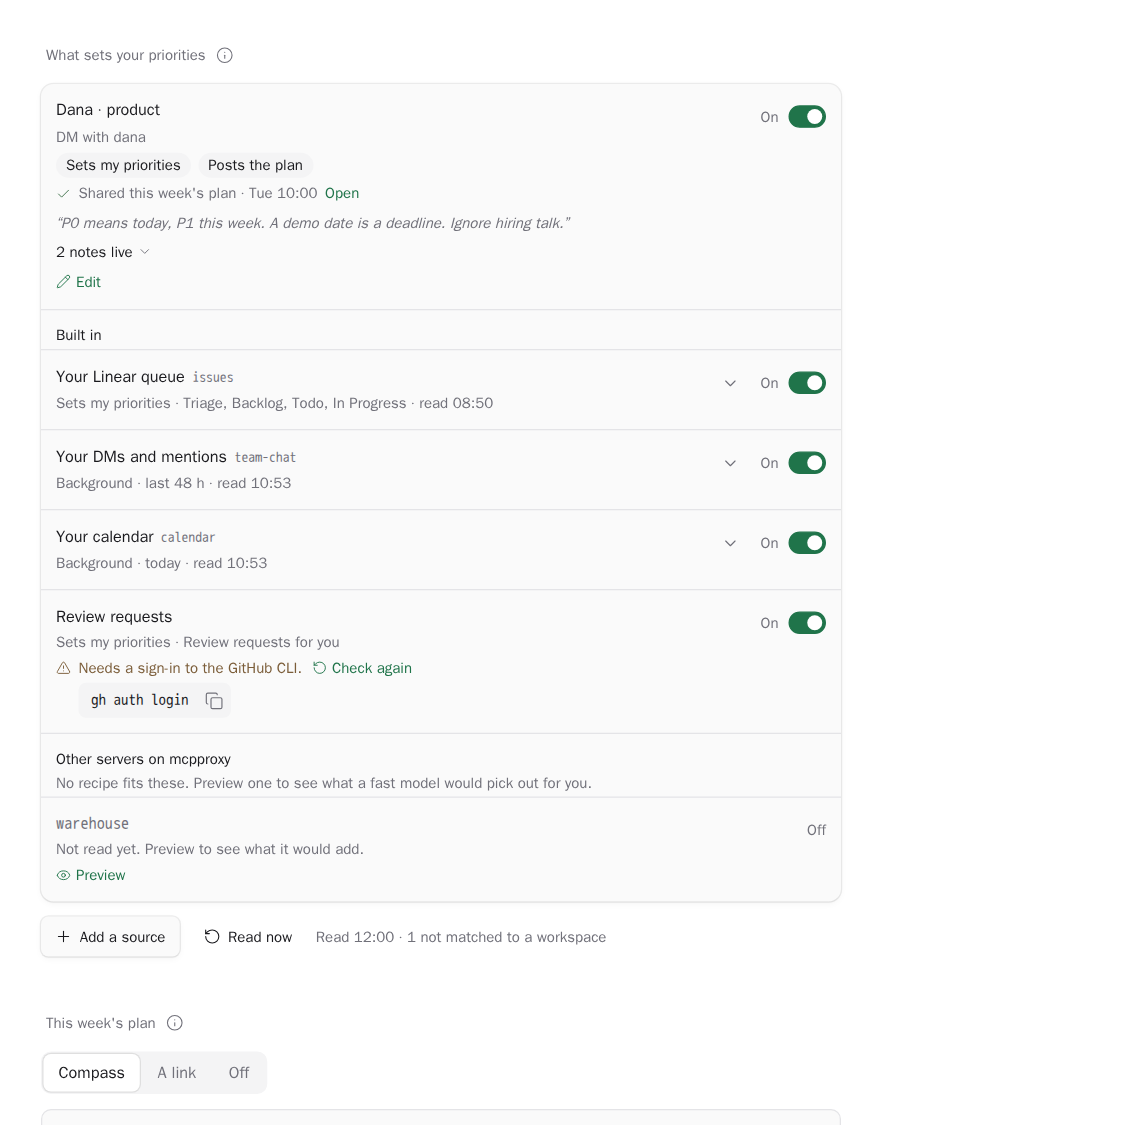 What sets your priorities
Dana · product
On
DM with dana
Sets my priorities Posts the plan
Shared this week's plan · Tue 10:00 Open
“P0 means today, P1 this week. A demo date is a deadline. Ignore hiring talk.”
2 notes live
Edit
Built in
Your Linear queue issues
On
Sets my priorities · Triage, Backlog, Todo, In Progress · read 08:50
Your DMs and mentions team-chat
On
Background · last 48 h · read 10:53
Your calendar calendar
On
Background · today · read 10:53
Review requests
On
Sets my priorities · Review requests for you
Needs a sign-in to the GitHub CLI. Check again
gh auth login
Other servers on mcpproxy
No recipe fits these. Preview one to see what a fast model would pick out for you.
warehouse
Off
Not read yet. Preview to see what it would add.
Preview
Add a source Read now Read 12:00 · 1 not matched to a workspace
This week's plan
Compass A link Off